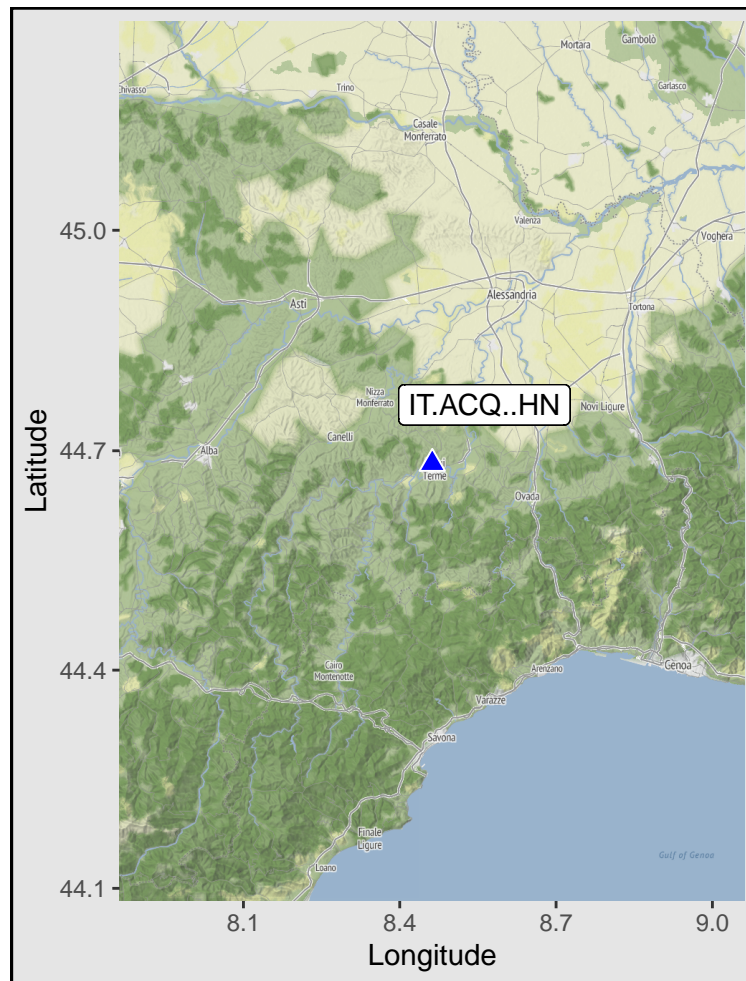 Mortara
Gambolò
Chivasso
Trino
Garlasco
Casale
Monferrato
Valenza
Voghera
45.0
Asti
Alessandria
Tortona
Nizza
Monferrato
IT.ACQ..HN
Novi Ligure
Canelli
Alba
44.7
Terme
Ovada
Latitude
44.4
Cairo
Montenotte
Arenzano
Genoa
Varazze
Savona
Finale
Ligure
Gulf of Genoa
Loano
44.1
8.1
8.4
8.7
9.0
Longitude